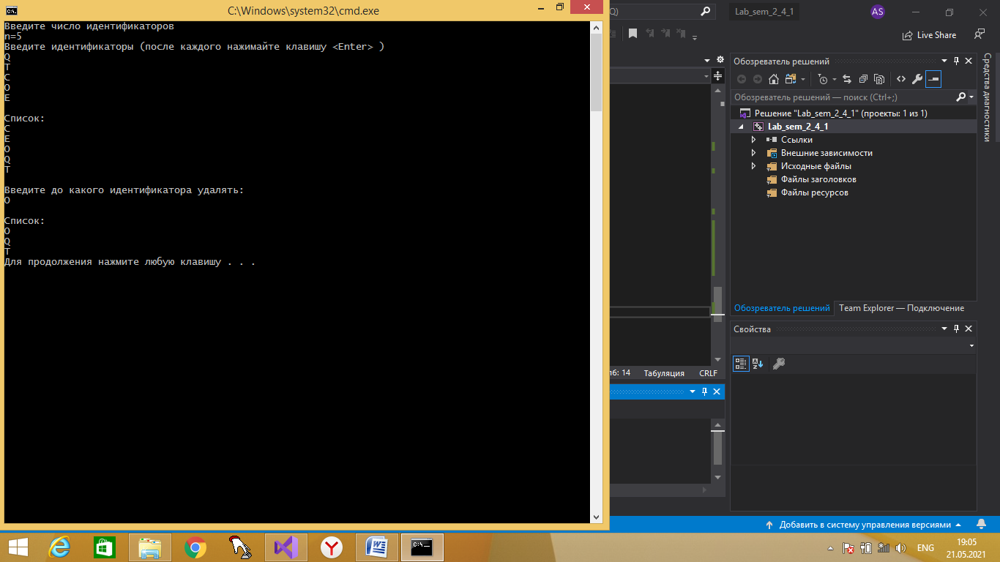 C:\Windows\system32\cmd.exe
Введите число идентификаторов
n=5
Введите идентификаторы (после каждого нажимайте клавишу <Enter> )
Q
T
C
O
E
Список:
C
E
O
Q
T
Введите до какого идентификатора удалять:
O
Список:
O
Q
T
Для продолжения нажмите любую клавишу . . .
Q)
Lab_sem_2_4_1
AS
Live Share
Обозреватель решений
Обозреватель решений — поиск (Ctrl+;)
Решение "Lab_sem_2_4_1" (проекты: 1 из 1)
Lab_sem_2_4_1
Ссылки
Внешние зависимости
Исходные файлы
Файлы заголовков
Файлы ресурсов
Средства диагностики
Обозреватель решений
Team Explorer — Подключение
Свойства
лб: 14 Табуляция CRLF
Добавить в систему управления версиями
ENG
19:05
21.05.2021